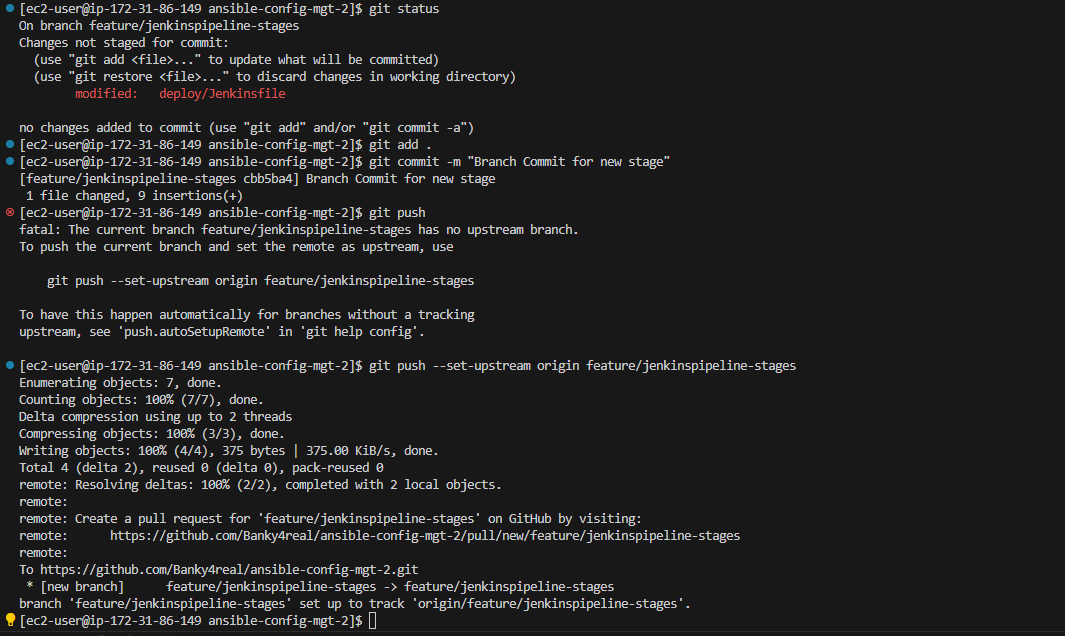 [ec2-user@ip-172-31-86-149 ansible-config-mgt-2]$ git status
On branch feature/jenkinspipeline-stages
Changes not staged for commit:
  (use "git add <file>..." to update what will be committed)
  (use "git restore <file>..." to discard changes in working directory)
        modified:   deploy/Jenkinsfile

no changes added to commit (use "git add" and/or "git commit -a")
[ec2-user@ip-172-31-86-149 ansible-config-mgt-2]$ git add .
[ec2-user@ip-172-31-86-149 ansible-config-mgt-2]$ git commit -m "Branch Commit for new stage"
[feature/jenkinspipeline-stages cbb5ba4] Branch Commit for new stage
 1 file changed, 9 insertions(+)
[ec2-user@ip-172-31-86-149 ansible-config-mgt-2]$ git push
fatal: The current branch feature/jenkinspipeline-stages has no upstream branch.
To push the current branch and set the remote as upstream, use

    git push --set-upstream origin feature/jenkinspipeline-stages

To have this happen automatically for branches without a tracking
upstream, see 'push.autoSetupRemote' in 'git help config'.

[ec2-user@ip-172-31-86-149 ansible-config-mgt-2]$ git push --set-upstream origin feature/jenkinspipeline-stages
Enumerating objects: 7, done.
Counting objects: 100% (7/7), done.
Delta compression using up to 2 threads
Compressing objects: 100% (3/3), done.
Writing objects: 100% (4/4), 375 bytes | 375.00 KiB/s, done.
Total 4 (delta 2), reused 0 (delta 0), pack-reused 0
remote: Resolving deltas: 100% (2/2), completed with 2 local objects.
remote:
remote: Create a pull request for 'feature/jenkinspipeline-stages' on GitHub by visiting:
remote:      https://github.com/Banky4real/ansible-config-mgt-2/pull/new/feature/jenkinspipeline-stages
remote:
To https://github.com/Banky4real/ansible-config-mgt-2.git
 * [new branch]      feature/jenkinspipeline-stages -> feature/jenkinspipeline-stages
branch 'feature/jenkinspipeline-stages' set up to track 'origin/feature/jenkinspipeline-stages'.
[ec2-user@ip-172-31-86-149 ansible-config-mgt-2]$